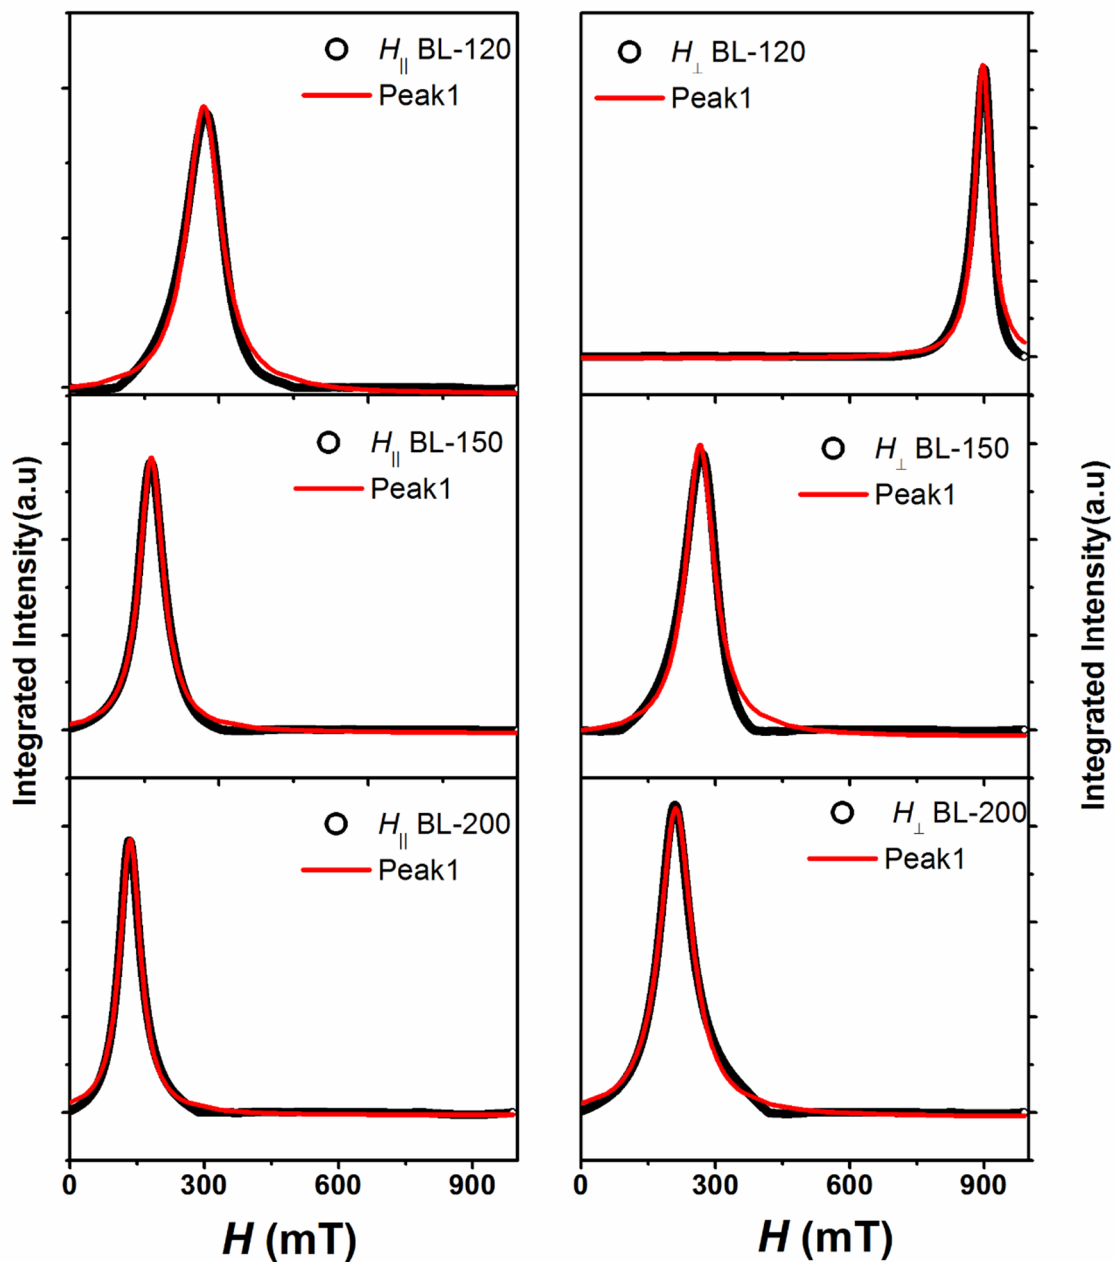 H|| BL-120
Peak1
H⊥ BL-120
Peak1
H|| BL-150
Peak1
H⊥ BL-150
Peak1
H|| BL-200
Peak1
H⊥ BL-200
Peak1
Integrated Intensity(a.u)
Integrated Intensity(a.u)
0 300 600 900
0 300 600 900
H (mT)
H (mT)